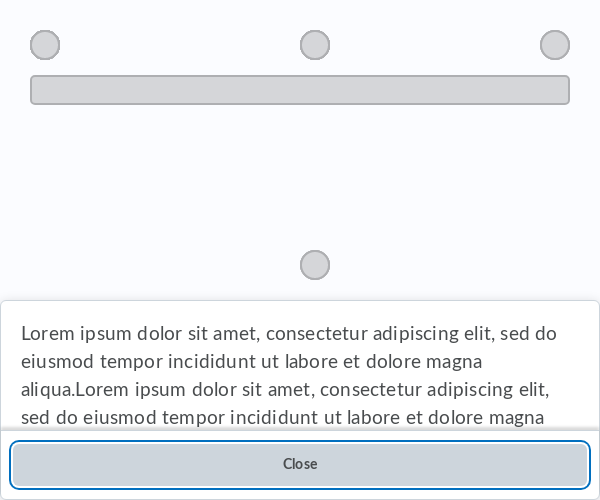 Lorem ipsum dolor sit amet, consectetur adipiscing elit, sed do
eiusmod tempor incididunt ut labore et dolore magna
aliqua.Lorem ipsum dolor sit amet, consectetur adipiscing elit,
sed do eiusmod tempor incididunt ut labore et dolore magna
Close